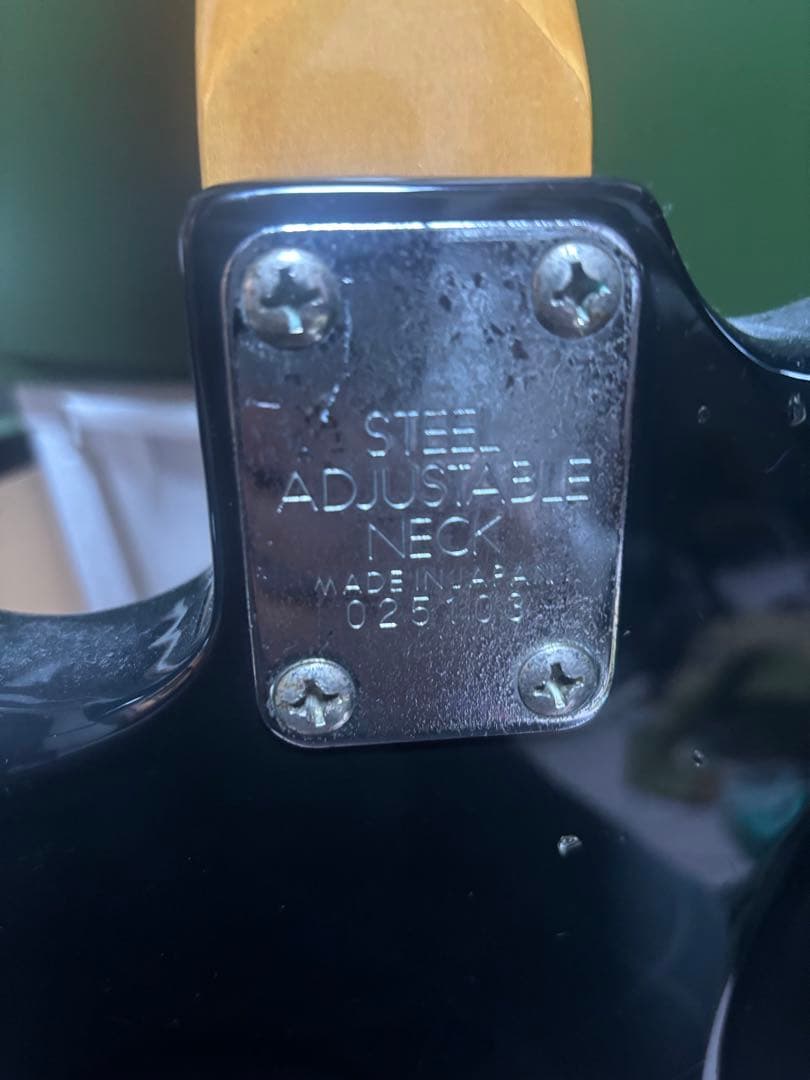 STEEL
ADJUSTABLE
NECK
MADE IN JAPAN
025103